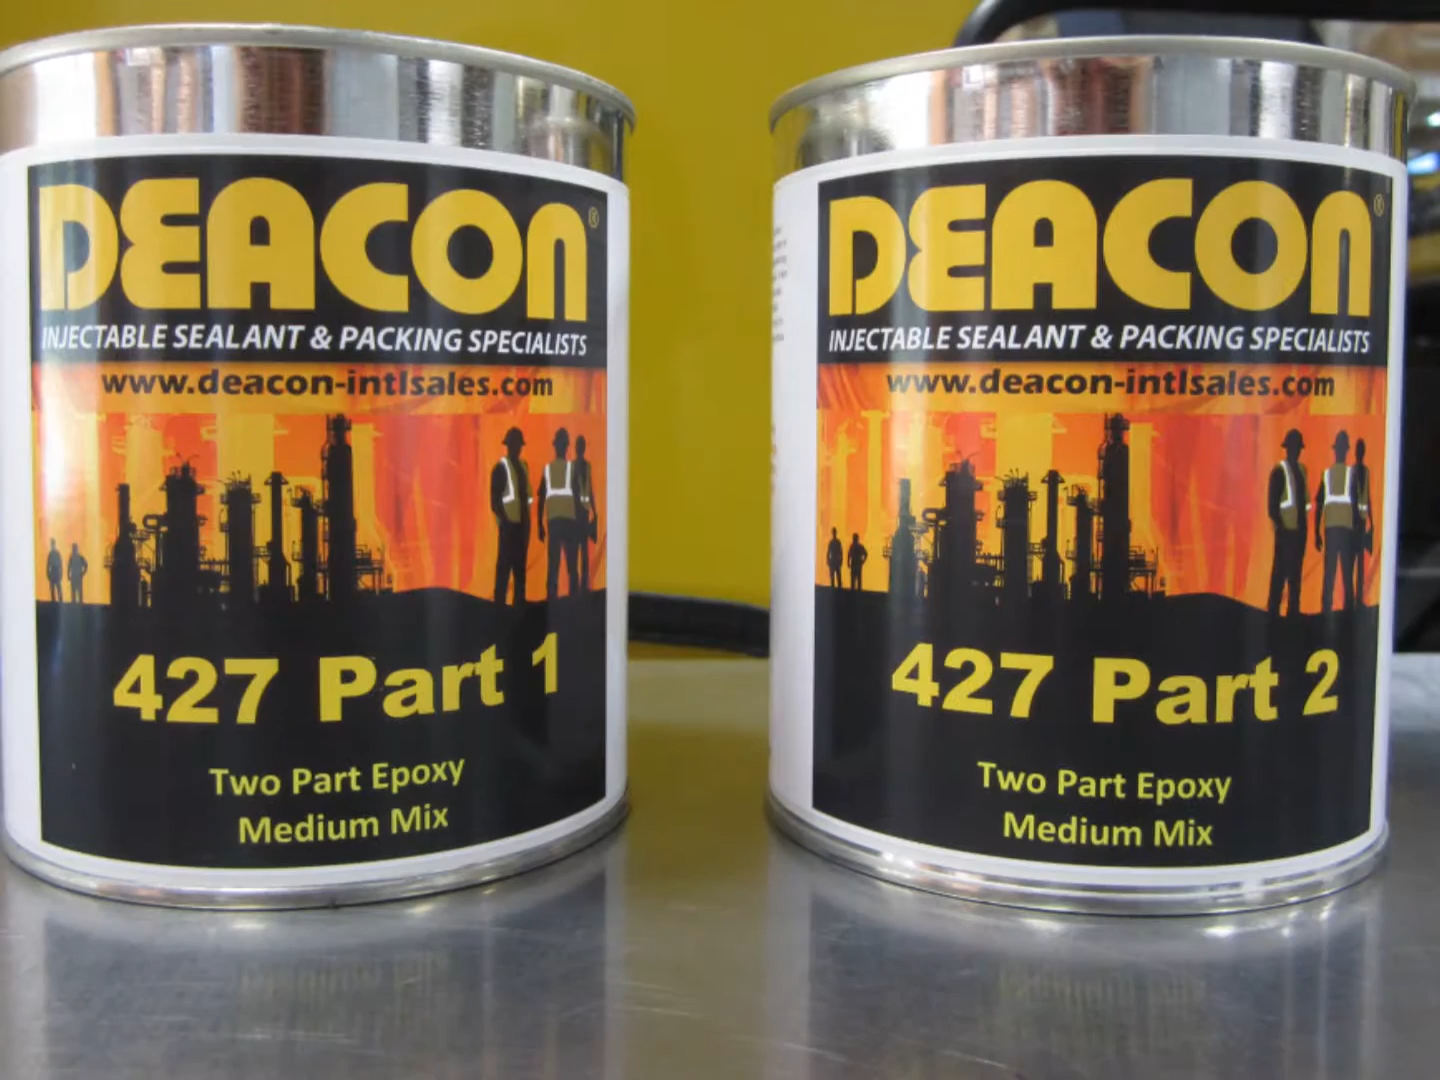 DEACON®
INJECTABLE SEALANT & PACKING SPECIALISTS
www.deacon-intlsales.com
427 Part 1
Two Part Epoxy
Medium Mix
DEACON®
INJECTABLE SEALANT & PACKING SPECIALISTS
www.deacon-intlsales.com
427 Part 2
Two Part Epoxy
Medium Mix